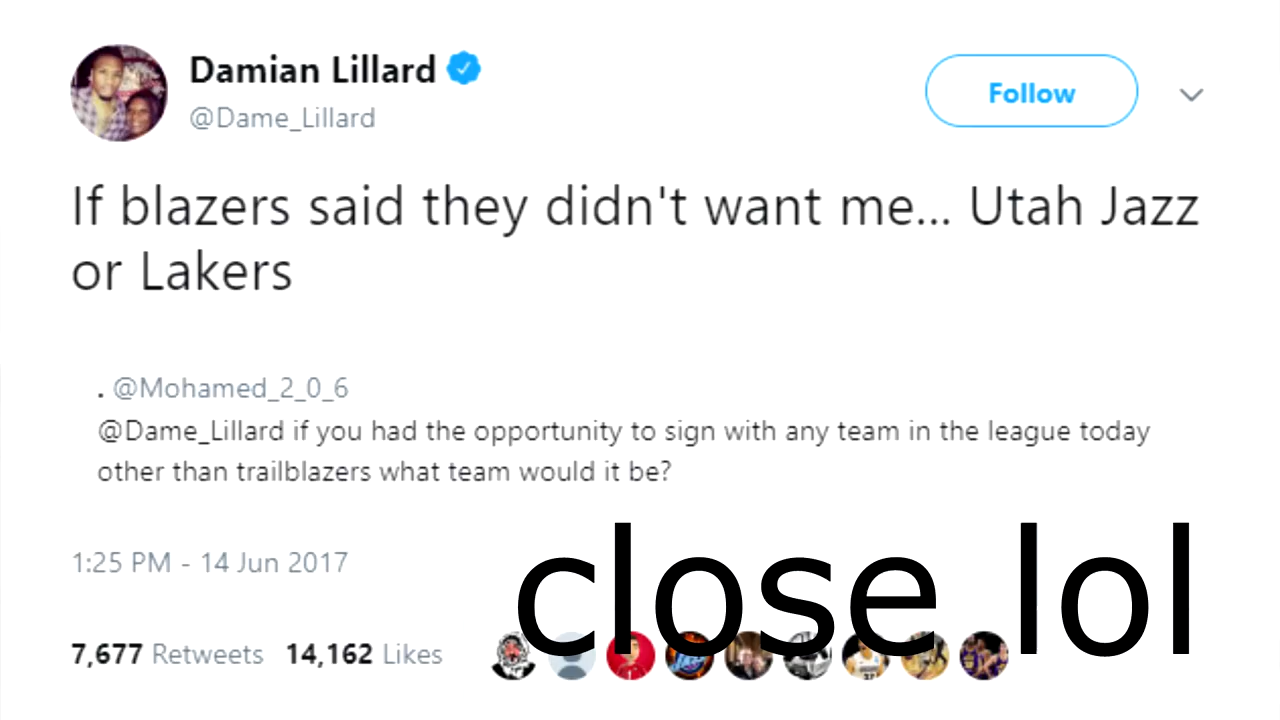 Damian Lillard
@Dame_Lillard
Follow
If blazers said they didn't want me... Utah Jazz
or Lakers
. @Mohamed_2_0_6
@Dame_Lillard if you had the opportunity to sign with any team in the league today
other than trailblazers what team would it be?
1:25 PM - 14 Jun 2017
close lol
7,677 Retweets 14,162 Likes